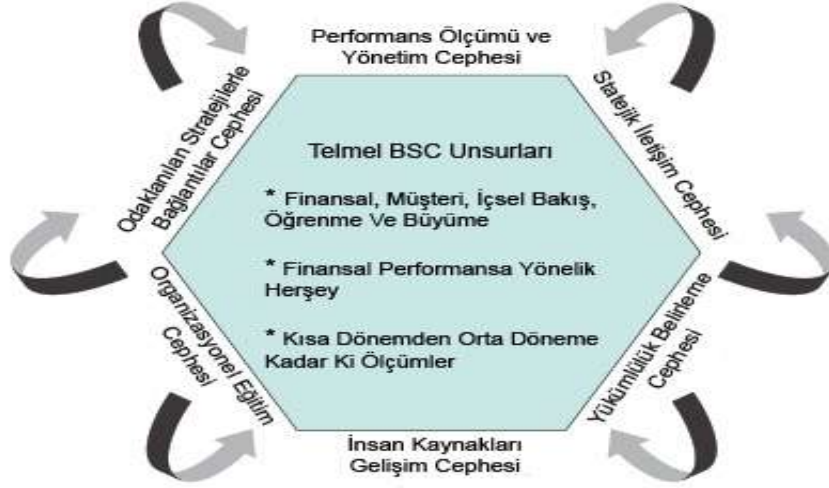 Performans Ölçümü ve
Yönetim Cephesi
Odaklanılan Stratejilerle
Bağlantılar Cephesi
Statejik İletişim Cephesi
Telmel BSC Unsurları
* Finansal, Müşteri, İçsel Bakış,
Öğrenme Ve Büyüme
* Finansal Performansa Yönelik
Herşey
* Kısa Dönemden Orta Döneme
Kadar Ki Ölçümler
Organizasyonel Eğitim
Cephesi
Yükümlülük Belirleme
Cephesi
İnsan Kaynakları
Gelişim Cephesi